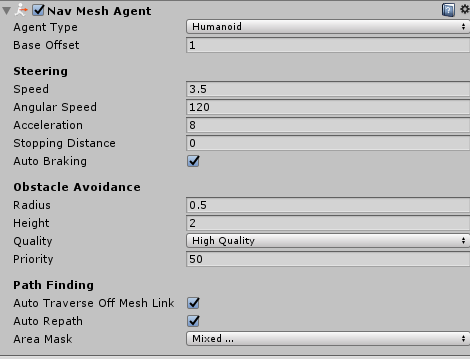 Nav Mesh Agent
Agent Type Humanoid
Base Offset 1
Steering
Speed 3.5
Angular Speed 120
Acceleration 8
Stopping Distance 0
Auto Braking
Obstacle Avoidance
Radius 0.5
Height 2
Quality High Quality
Priority 50
Path Finding
Auto Traverse Off Mesh Link
Auto Repath
Area Mask Mixed ...